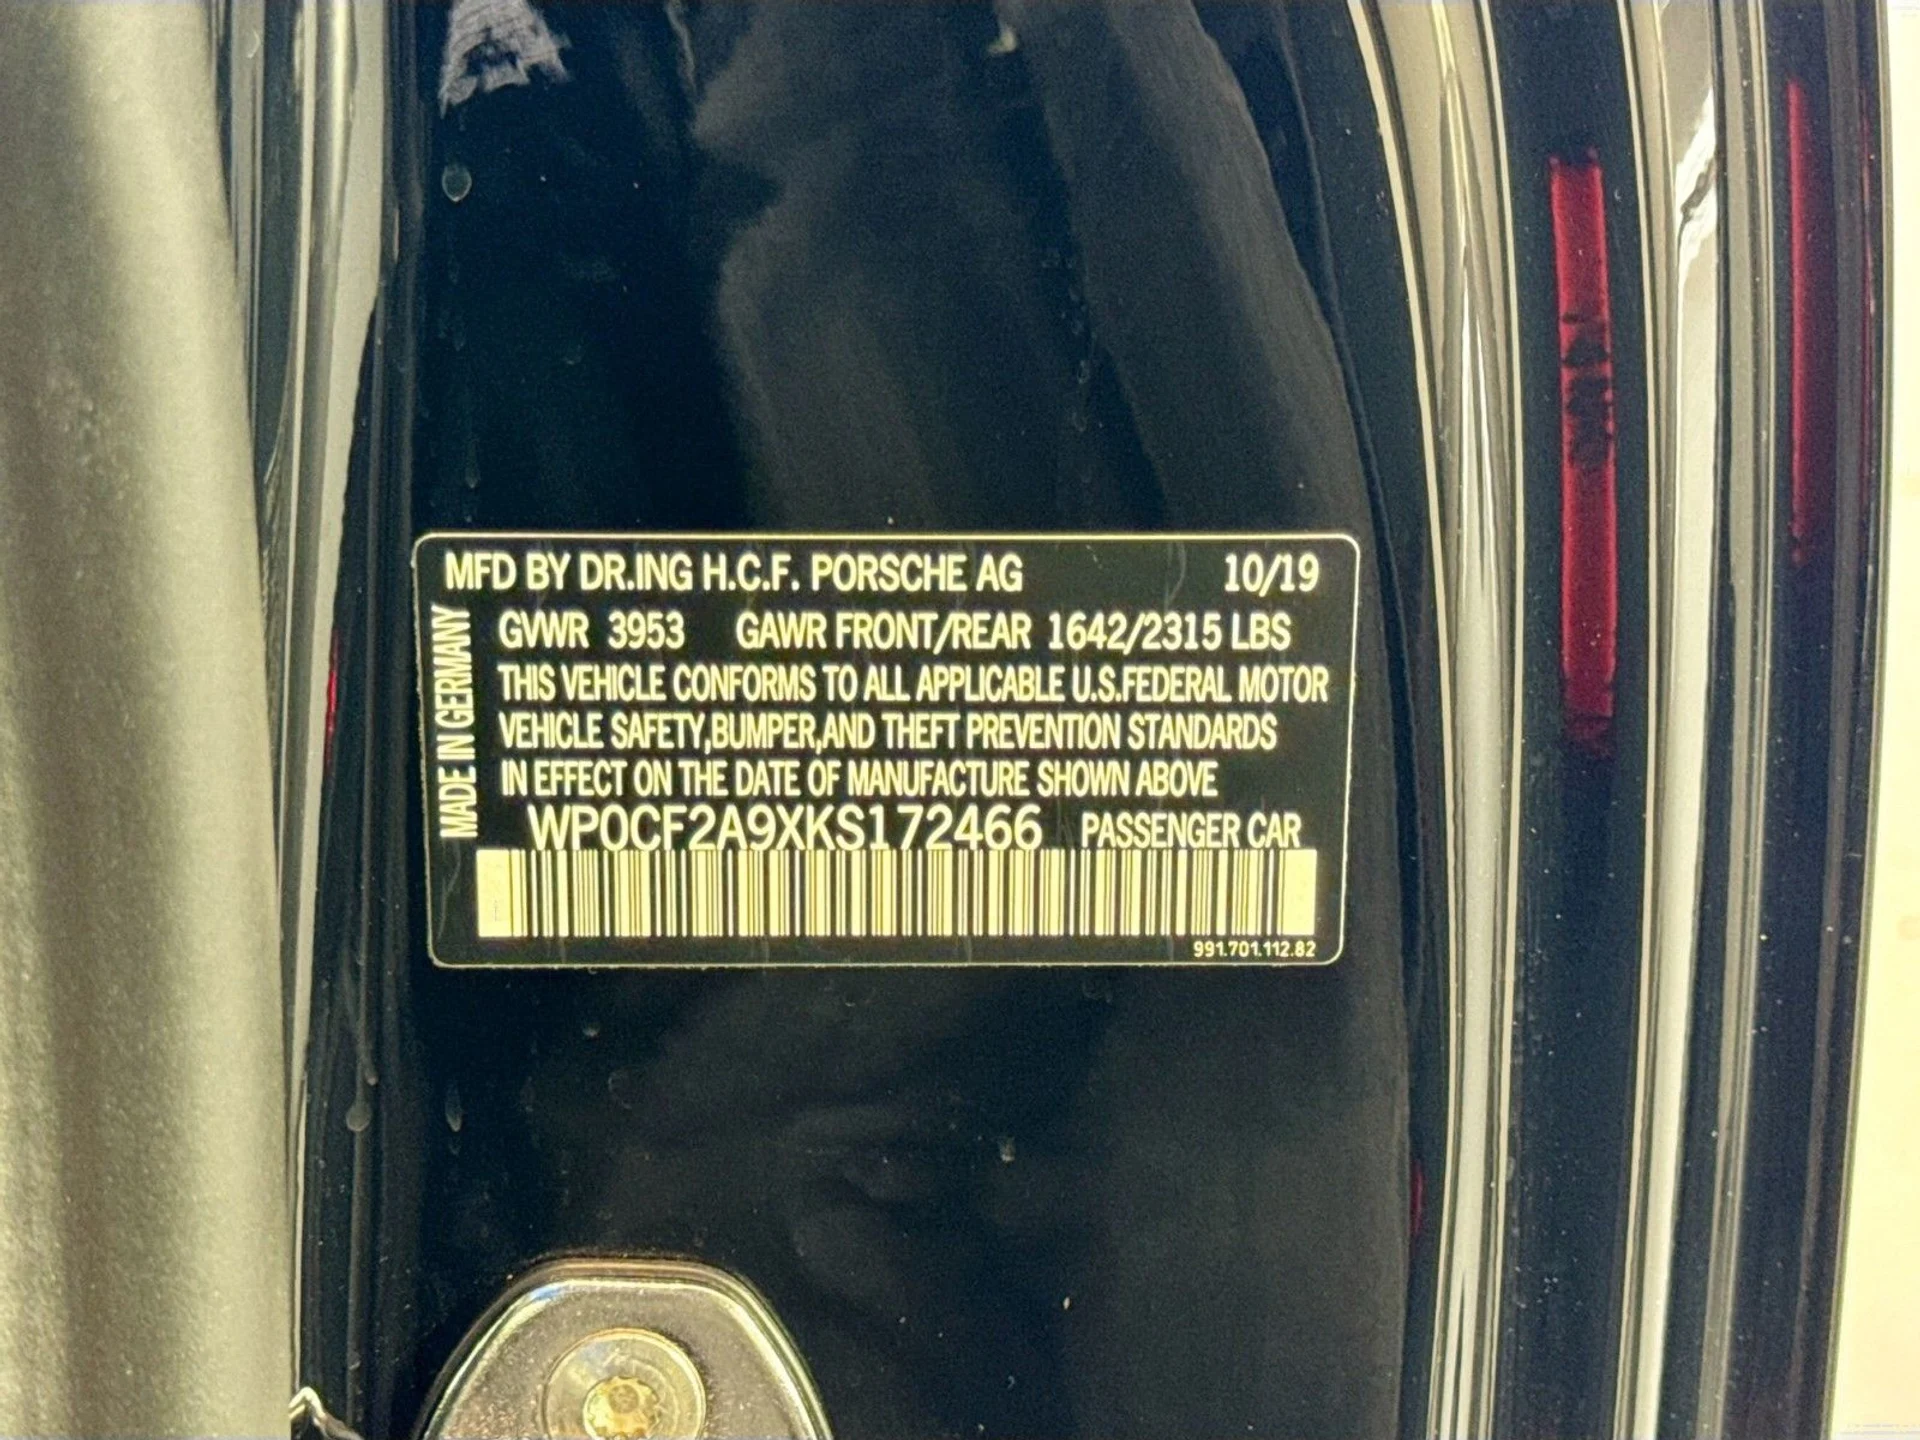 MFD BY DR.ING H.C.F. PORSCHE AG 10/19
MADE IN GERMANY
GVWR 3953 GAWR FRONT/REAR 1642/2315 LBS
THIS VEHICLE CONFORMS TO ALL APPLICABLE U.S.FEDERAL MOTOR
VEHICLE SAFETY,BUMPER,AND THEFT PREVENTION STANDARDS
IN EFFECT ON THE DATE OF MANUFACTURE SHOWN ABOVE
WP0CF2A9XKS172466 PASSENGER CAR
991.701.112.82